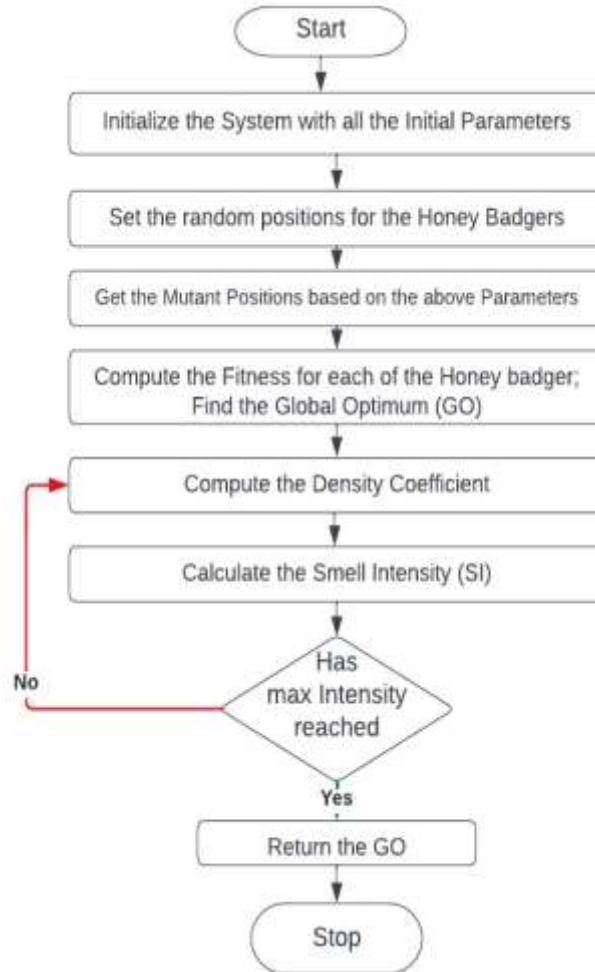 Start
Initialize the System with all the Initial Parameters
Set the random positions for the Honey Badgers
Get the Mutant Positions based on the above Parameters
Compute the Fitness for each of the Honey badger;
Find the Global Optimum (GO)
Compute the Density Coefficient
Calculate the Smell Intensity (SI)
Has
max Intensity
reached
No
Yes
Return the GO
Stop